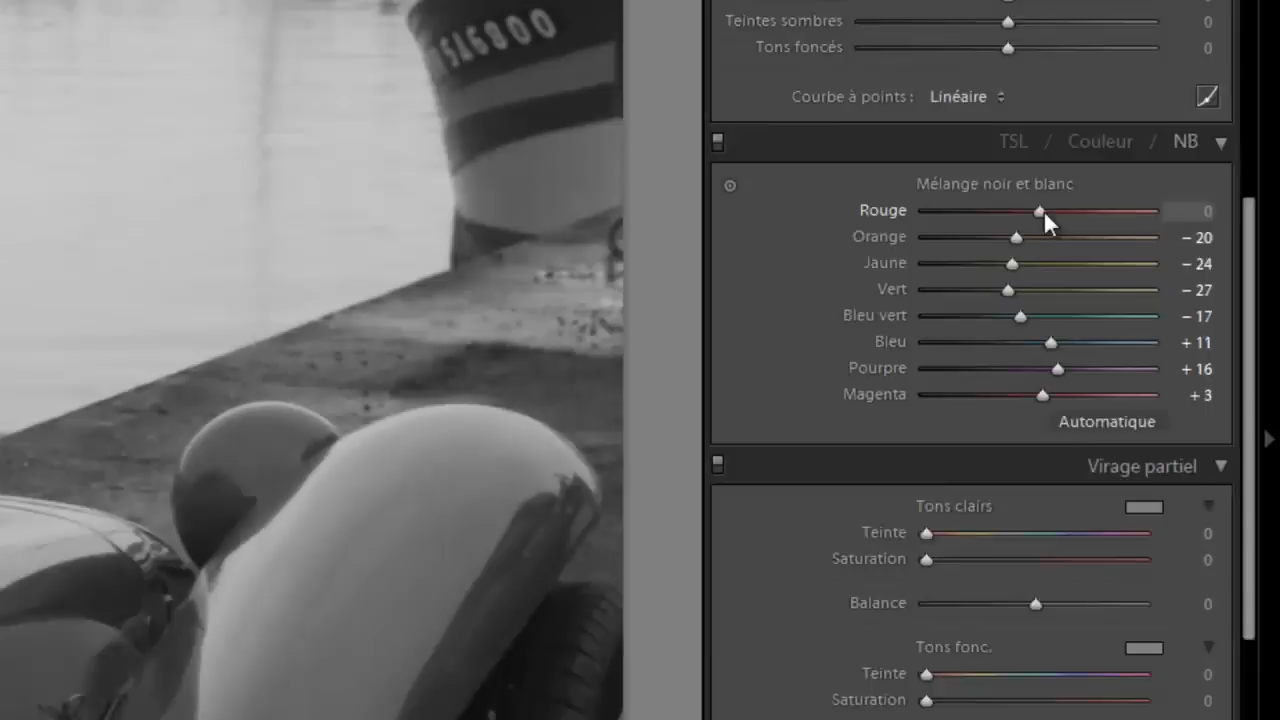 516800
Teintes sombres 0
Tons foncés 0
Courbe à points : Linéaire
TSL / Couleur / NB
Mélange noir et blanc
Rouge 0
Orange − 20
Jaune − 24
Vert − 27
Bleu vert − 17
Bleu + 11
Pourpre + 16
Magenta + 3
Automatique
Virage partiel
Tons clairs
Teinte 0
Saturation 0
Balance 0
Tons fonc.
Teinte 0
Saturation 0